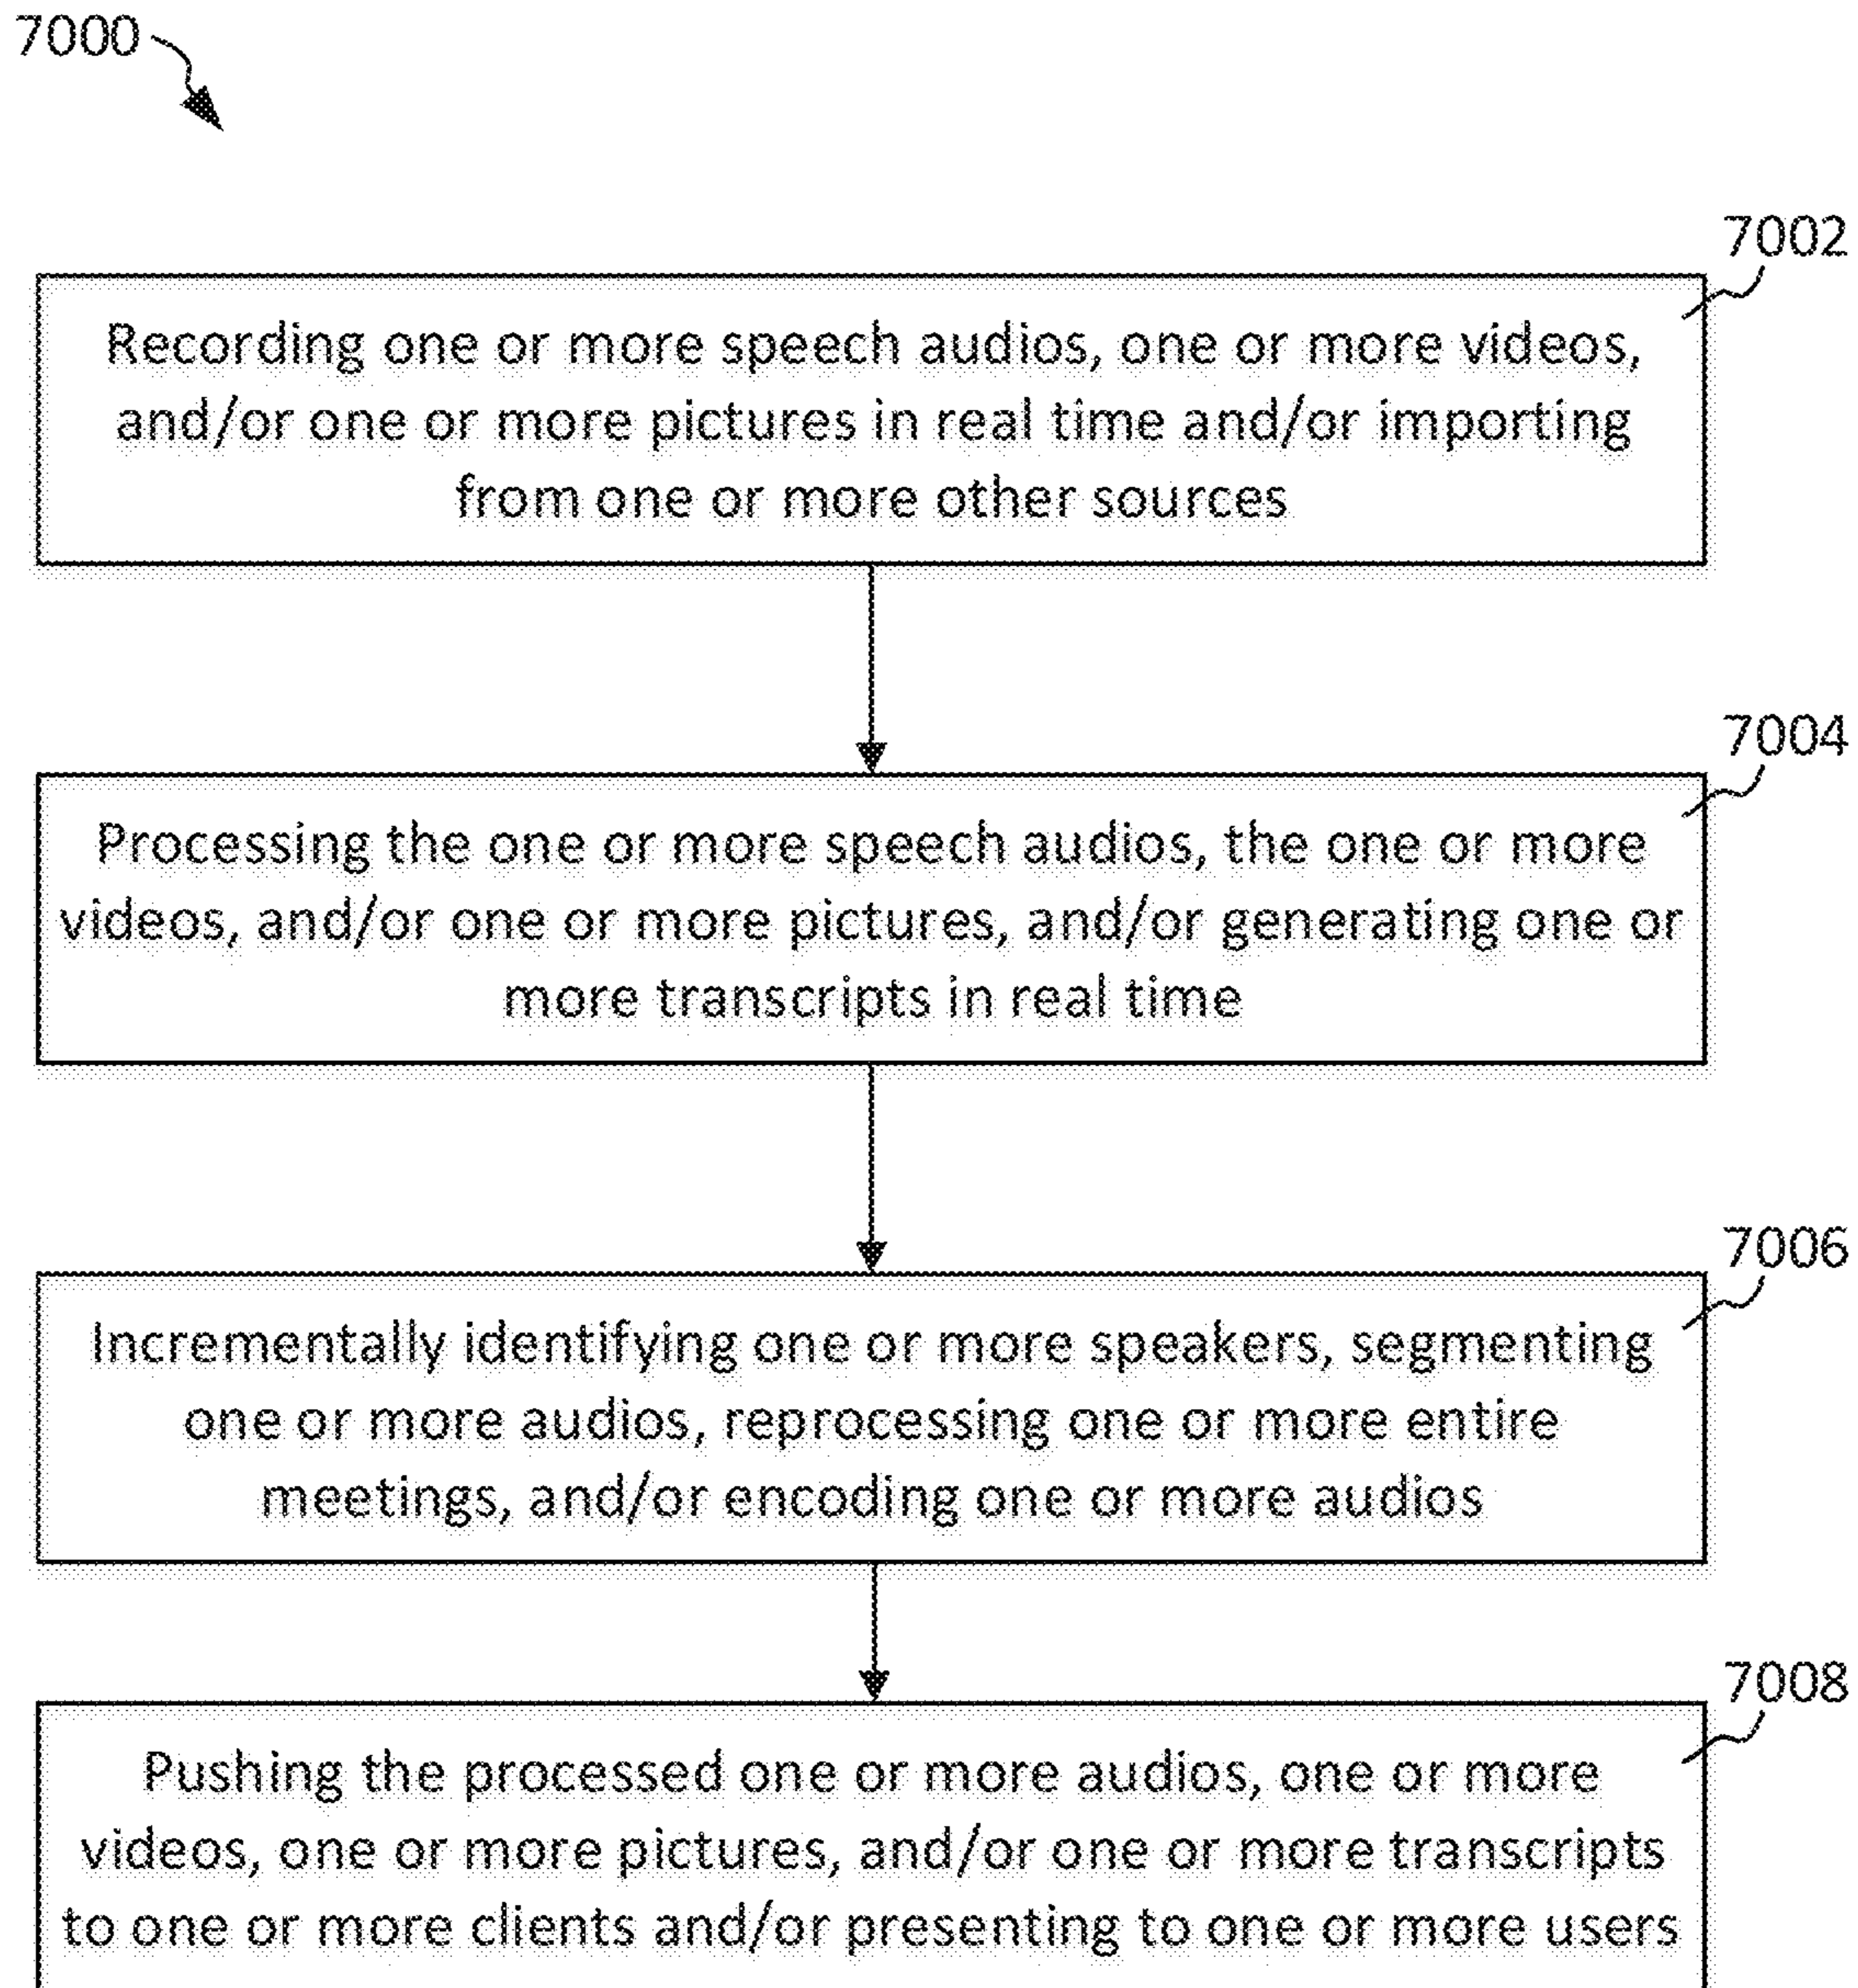 7000
7002
Recording one or more speech audios, one or more videos,
and/or one or more pictures in real time and/or importing
from one or more other sources
7004
Processing the one or more speech audios, the one or more
videos, and/or one or more pictures, and/or generating one or
more transcripts in real time
7006
Incrementally identifying one or more speakers, segmenting
one or more audios, reprocessing one or more entire
meetings, and/or encoding one or more audios
7008
Pushing the processed one or more audios, one or more
videos, one or more pictures, and/or one or more transcripts
to one or more clients and/or presenting to one or more users